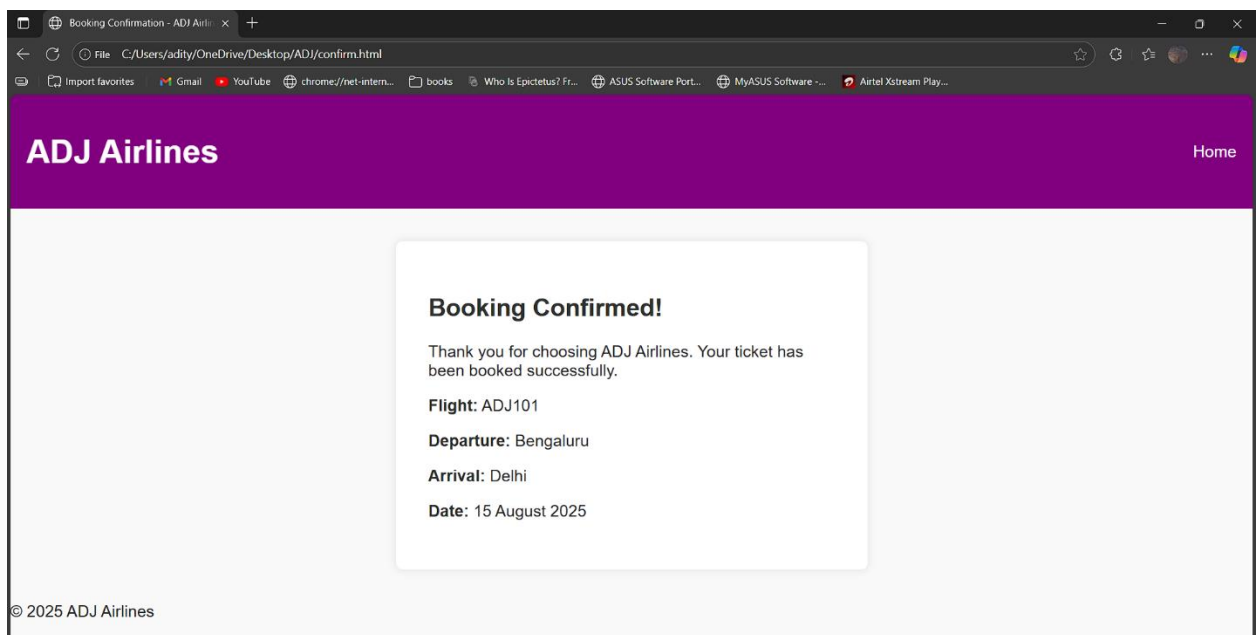 Booking Confirmation - ADJ Airlin
File C:/Users/adity/OneDrive/Desktop/ADJ/confirm.html
Import favorites Gmail YouTube chrome://net-intern... books Who Is Epictetus? Fr... ASUS Software Port... MyASUS Software -... Airtel Xstream Play...
ADJ Airlines Home
Booking Confirmed!
Thank you for choosing ADJ Airlines. Your ticket has
been booked successfully.
Flight: ADJ101
Departure: Bengaluru
Arrival: Delhi
Date: 15 August 2025
© 2025 ADJ Airlines